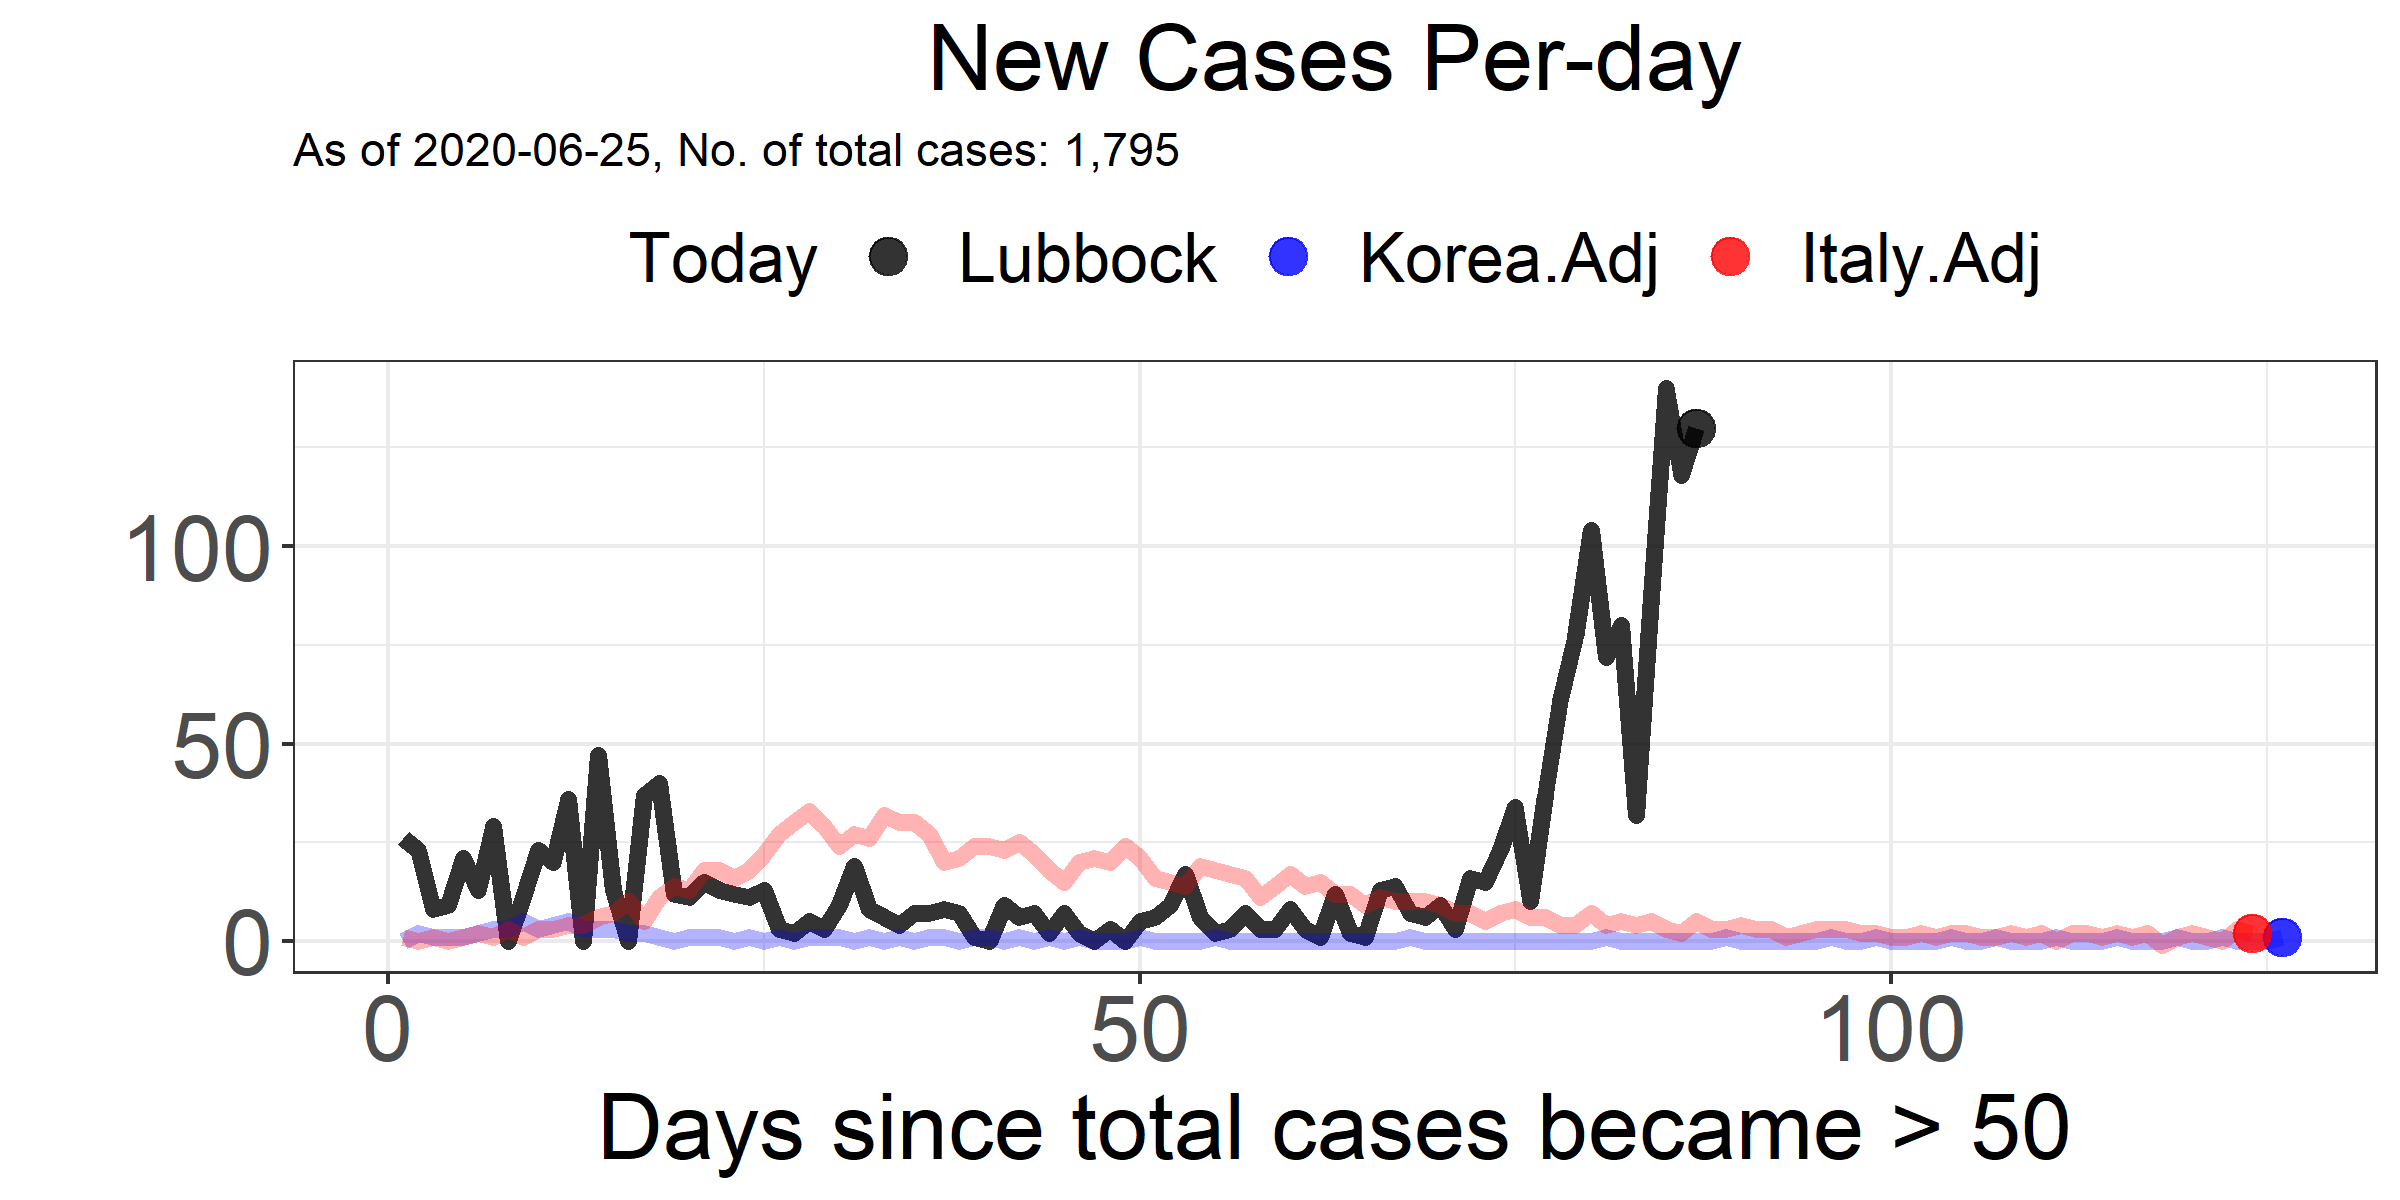 New Cases Per-day
As of 2020-06-25, No. of total cases: 1,795
Today Lubbock Korea.Adj Italy.Adj
100
50
0
0 50 100
Days since total cases became > 50